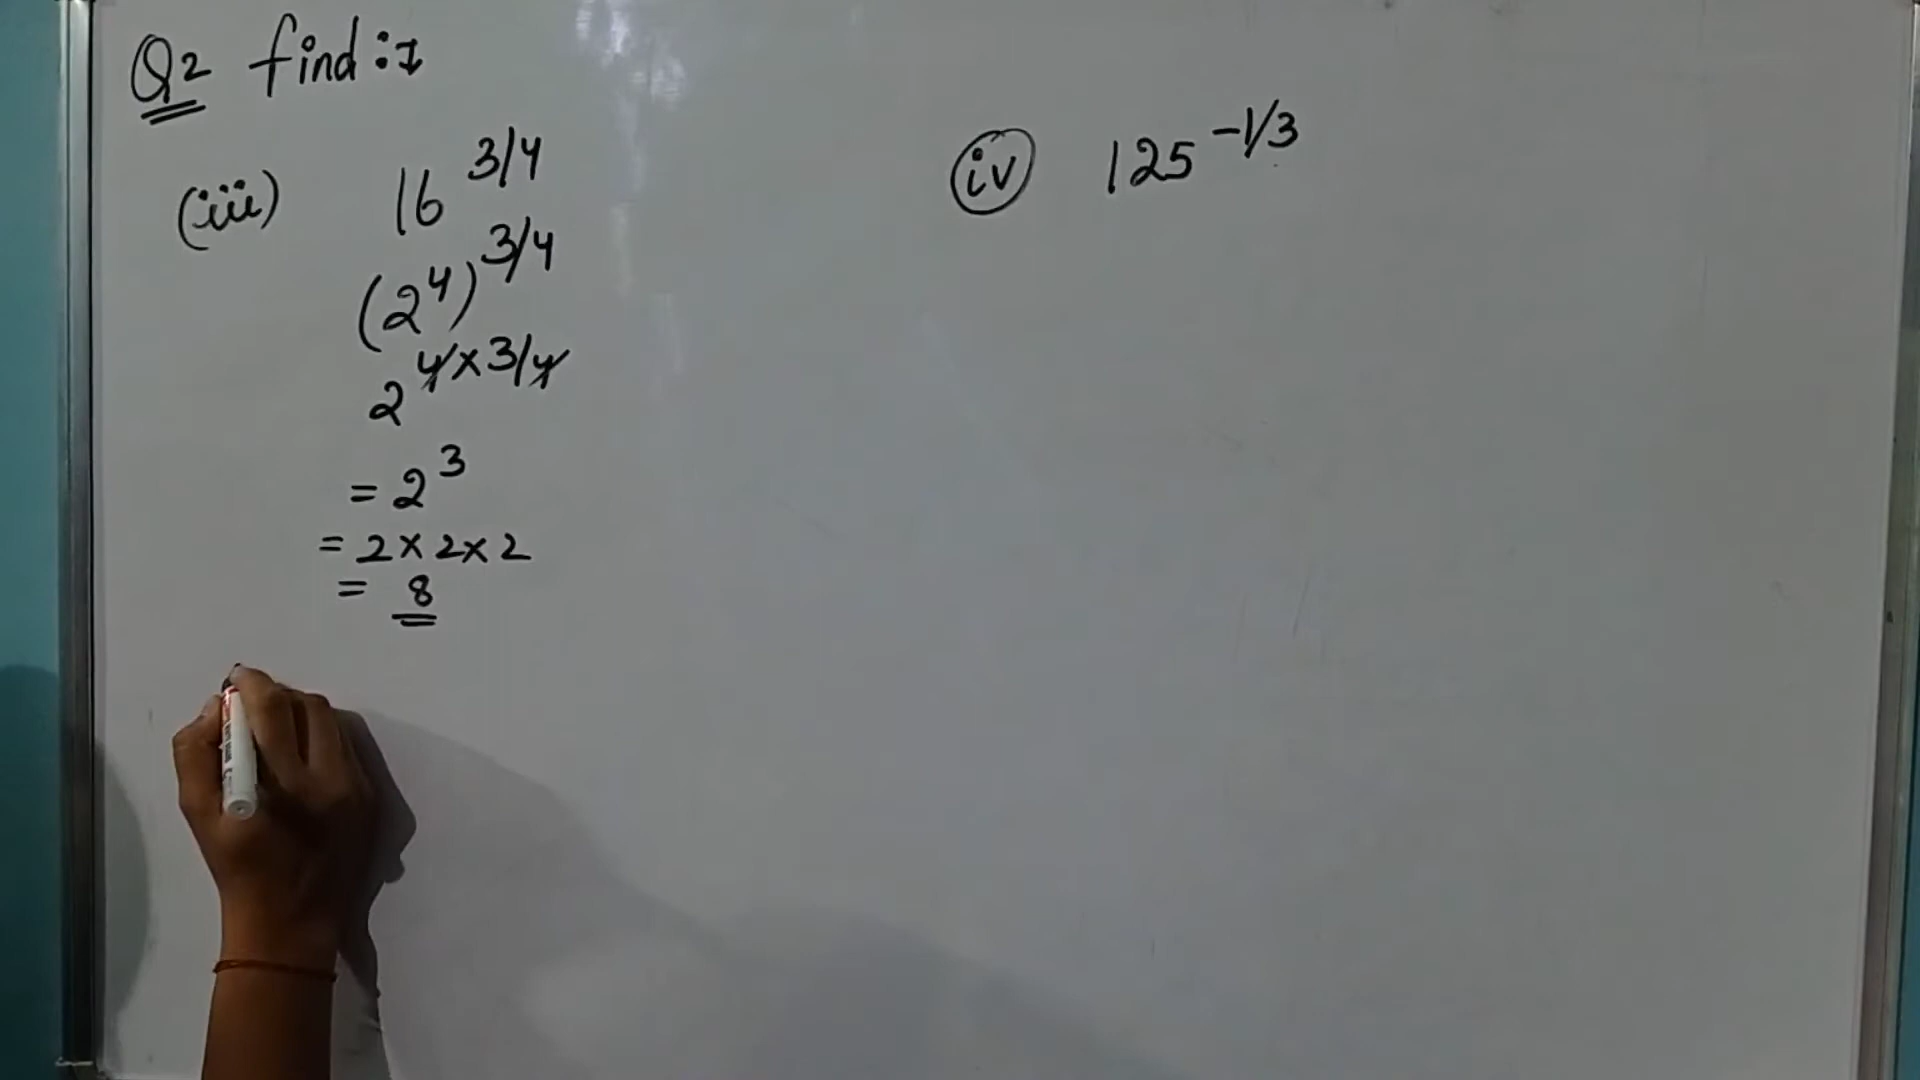 Q2 find :-
(iii) 16^3/4
(2^4)^3/4
2^4×3/4
= 2^3
= 2 × 2 × 2
= 8
(iv) 125^-1/3